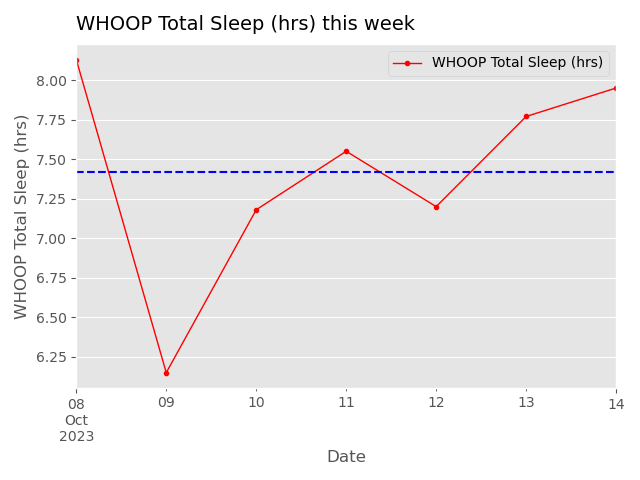 WHOOP Total Sleep (hrs) this week
WHOOP Total Sleep (hrs)
WHOOP Total Sleep (hrs)
8.00
7.75
7.50
7.25
7.00
6.75
6.50
6.25
08 09 10 11 12 13 14
Oct
2023
Date